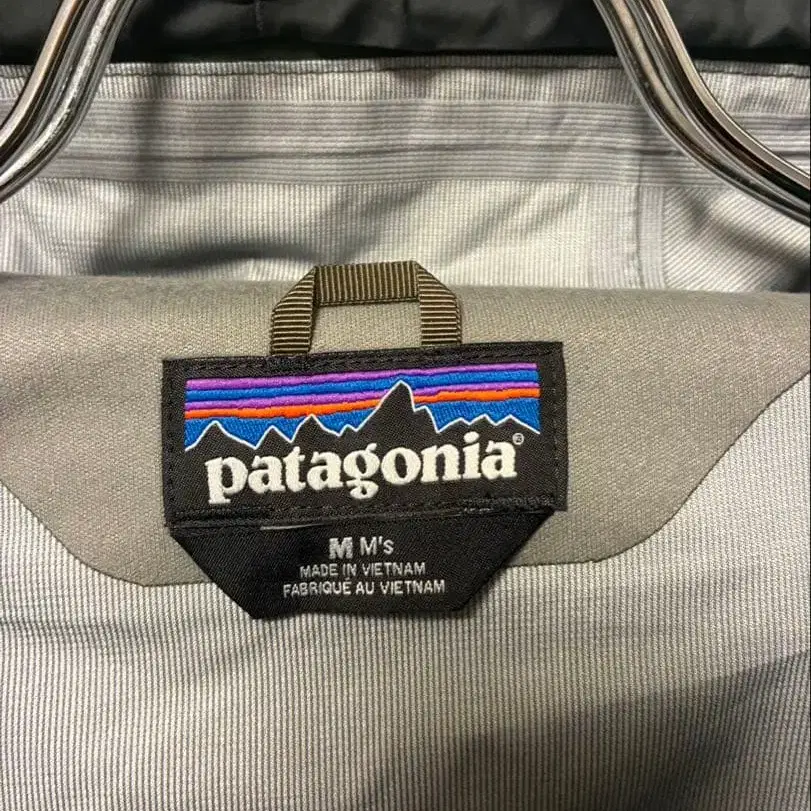 patagonia®
M M's
MADE IN VIETNAM
FABRIQUÉ AU VIETNAM